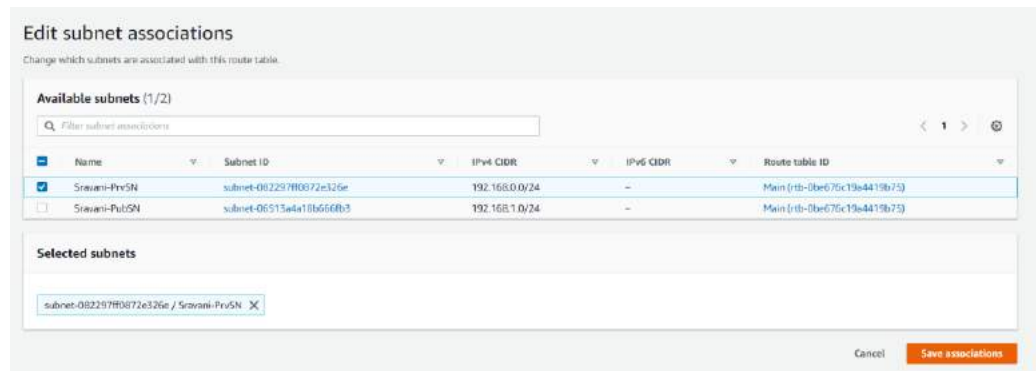 Edit subnet associations
Change which subnets are associated with this route table.
Available subnets (1/2)
Filter subnet associations
1
Name Subnet ID IPv4 CIDR IPv6 CIDR Route table ID
Sravani-PrvSN subnet-082297ff0872e326e 192.168.0.0/24 – Main (rtb-0be676c19a4419b75)
Sravani-PubSN subnet-06513a4a18b666fb3 192.168.1.0/24 – Main (rtb-0be676c19a4419b75)
Selected subnets
subnet-082297ff0872e326e / Sravani-PrvSN X
Cancel Save associations